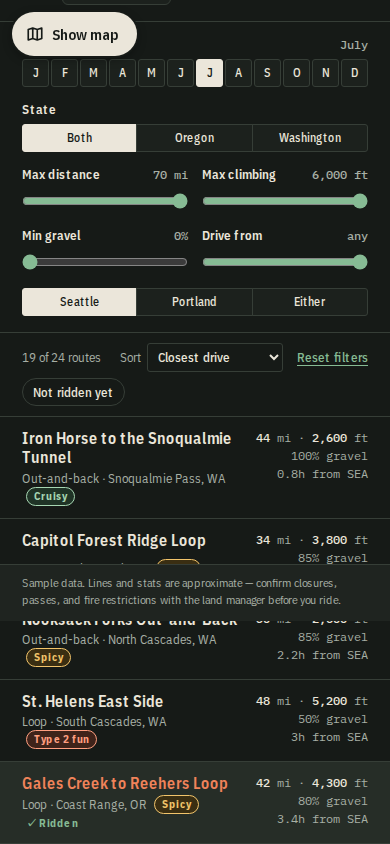 Show map
July
J F M A M J J A S O N D
State
Both Oregon Washington
Max distance 70 mi Max climbing 6,000 ft
Min gravel 0% Drive from any
Seattle Portland Either
19 of 24 routes Sort Closest drive Reset filters
Not ridden yet
Iron Horse to the Snoqualmie Tunnel
44 mi · 2,600 ft
100% gravel
Out-and-back · Snoqualmie Pass, WA
0.8h from SEA
Cruisy
Capitol Forest Ridge Loop
34 mi · 3,800 ft
85% gravel
Sample data. Lines and stats are approximate — confirm closures,
passes, and fire restrictions with the land manager before you ride.
Nooksack Forks Out-and-Back
Out-and-back · North Cascades, WA
85% gravel
2.2h from SEA
Spicy
St. Helens East Side
48 mi · 5,200 ft
50% gravel
Loop · South Cascades, WA
3h from SEA
Type 2 fun
Gales Creek to Reehers Loop
42 mi · 4,300 ft
80% gravel
Loop · Coast Range, OR Spicy
3.4h from SEA
✓ Ridden